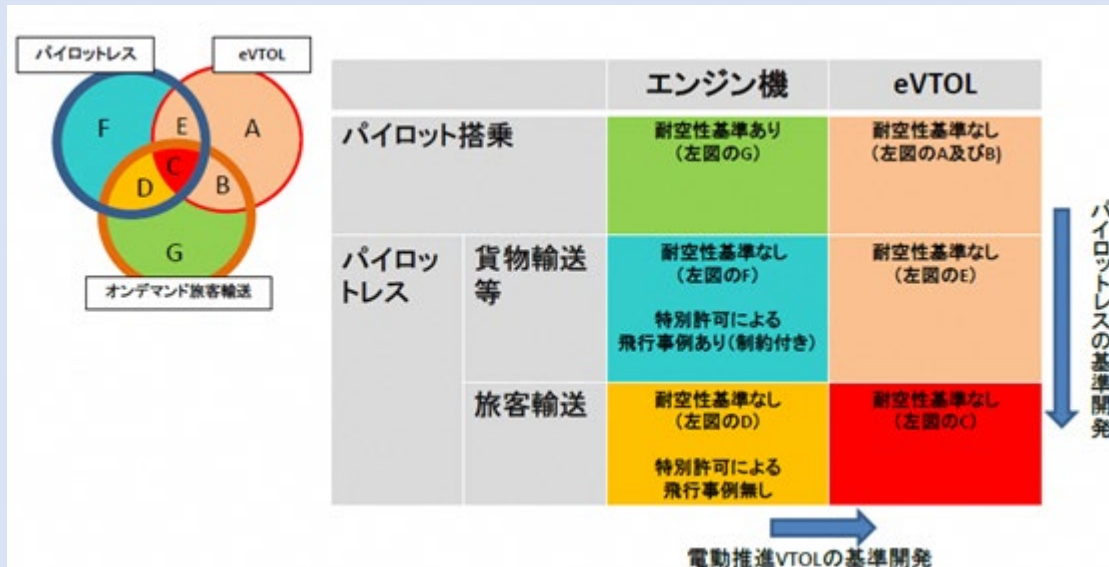 パイロットレス
eVTOL
F
E
A
C
D
B
G
オンデマンド旅客輸送
エンジン機
eVTOL
パイロット搭乗
耐空性基準あり
(左図のG)
耐空性基準なし
(左図のA及びB)
パイロッ
トレス
貨物輸送
等
耐空性基準なし
(左図のF)
特別許可による
飛行事例あり(制約付き)
耐空性基準なし
(左図のE)
旅客輸送
耐空性基準なし
(左図のD)
特別許可による
飛行事例無し
耐空性基準なし
(左図のC)
パイロットレスの基準開発
電動推進VTOLの基準開発